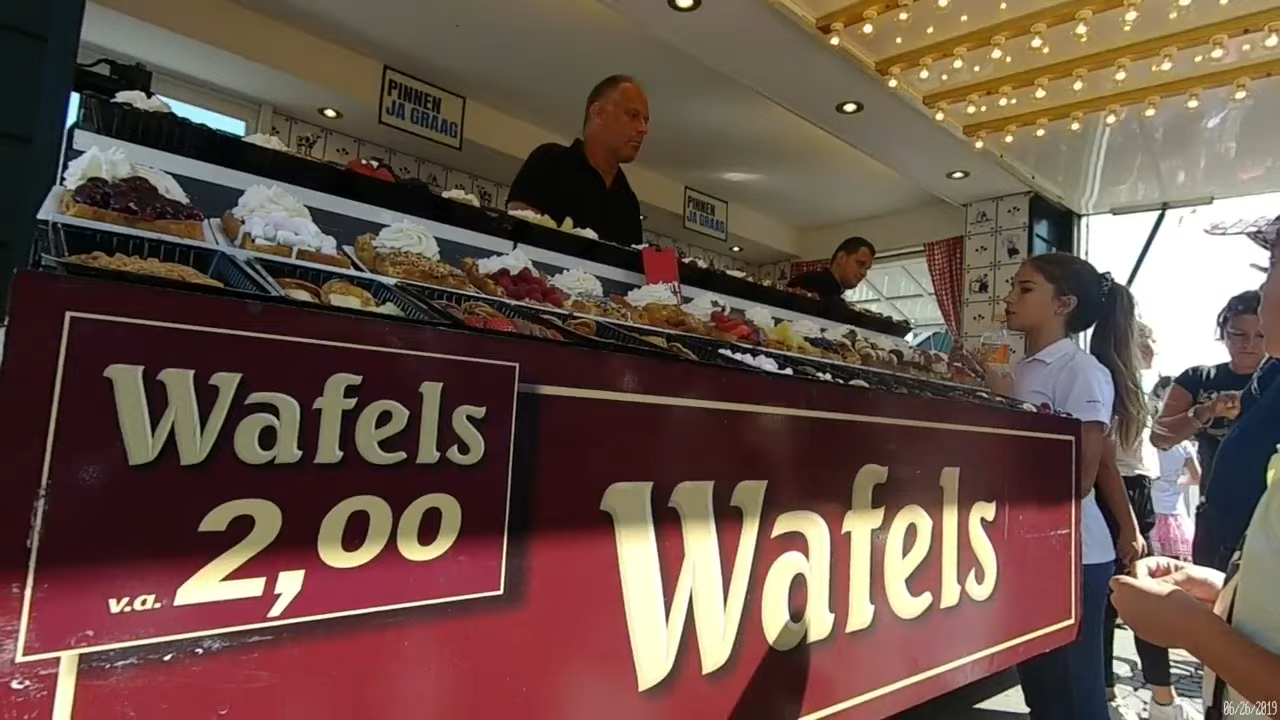 PINNEN
JA GRAAG
PINNEN
JA GRAAG
Wafels
v.a. 2,00
Wafels
06/26/2019